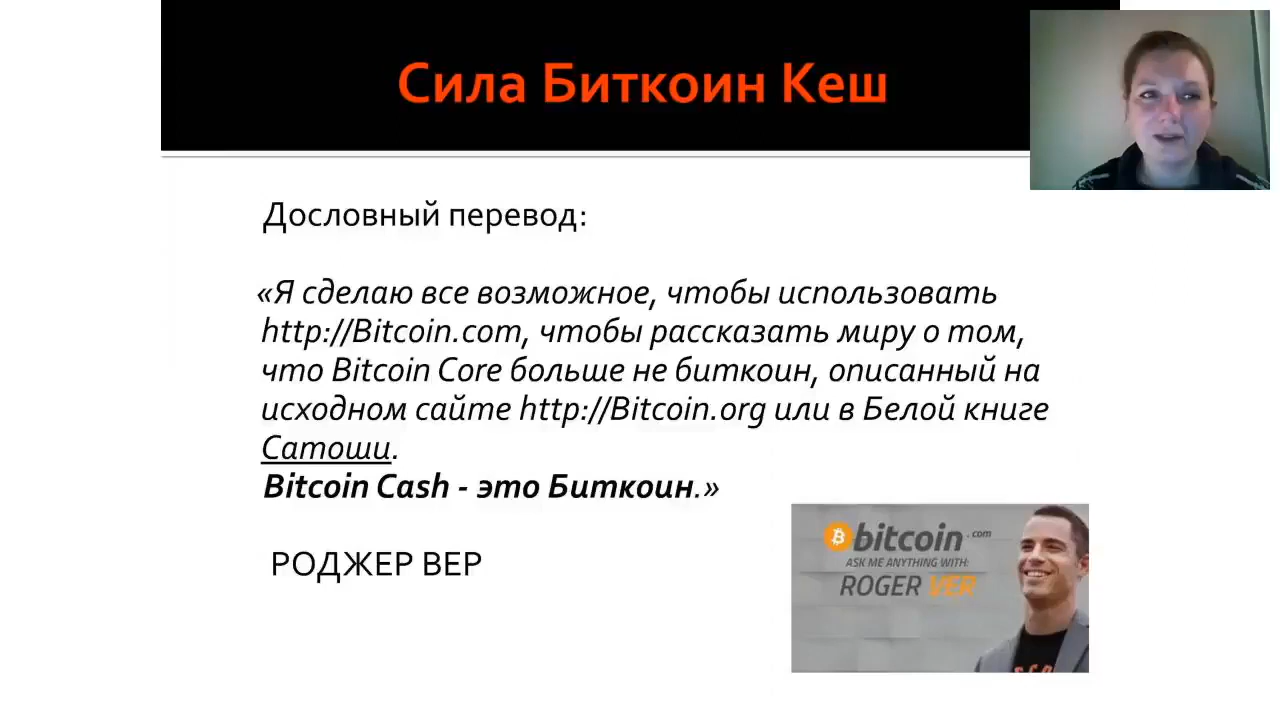 Сила Биткоин Кеш
Дословный перевод:
«Я сделаю все возможное, чтобы использовать
http://Bitcoin.com, чтобы рассказать миру о том,
что Bitcoin Core больше не биткоин, описанный на
исходном сайте http://Bitcoin.org или в Белой книге
Сатоши.
Bitcoin Cash - это Биткоин.»
РОДЖЕР ВЕР
bitcoin.com
ASK ME ANYTHING WITH:
ROGER VER